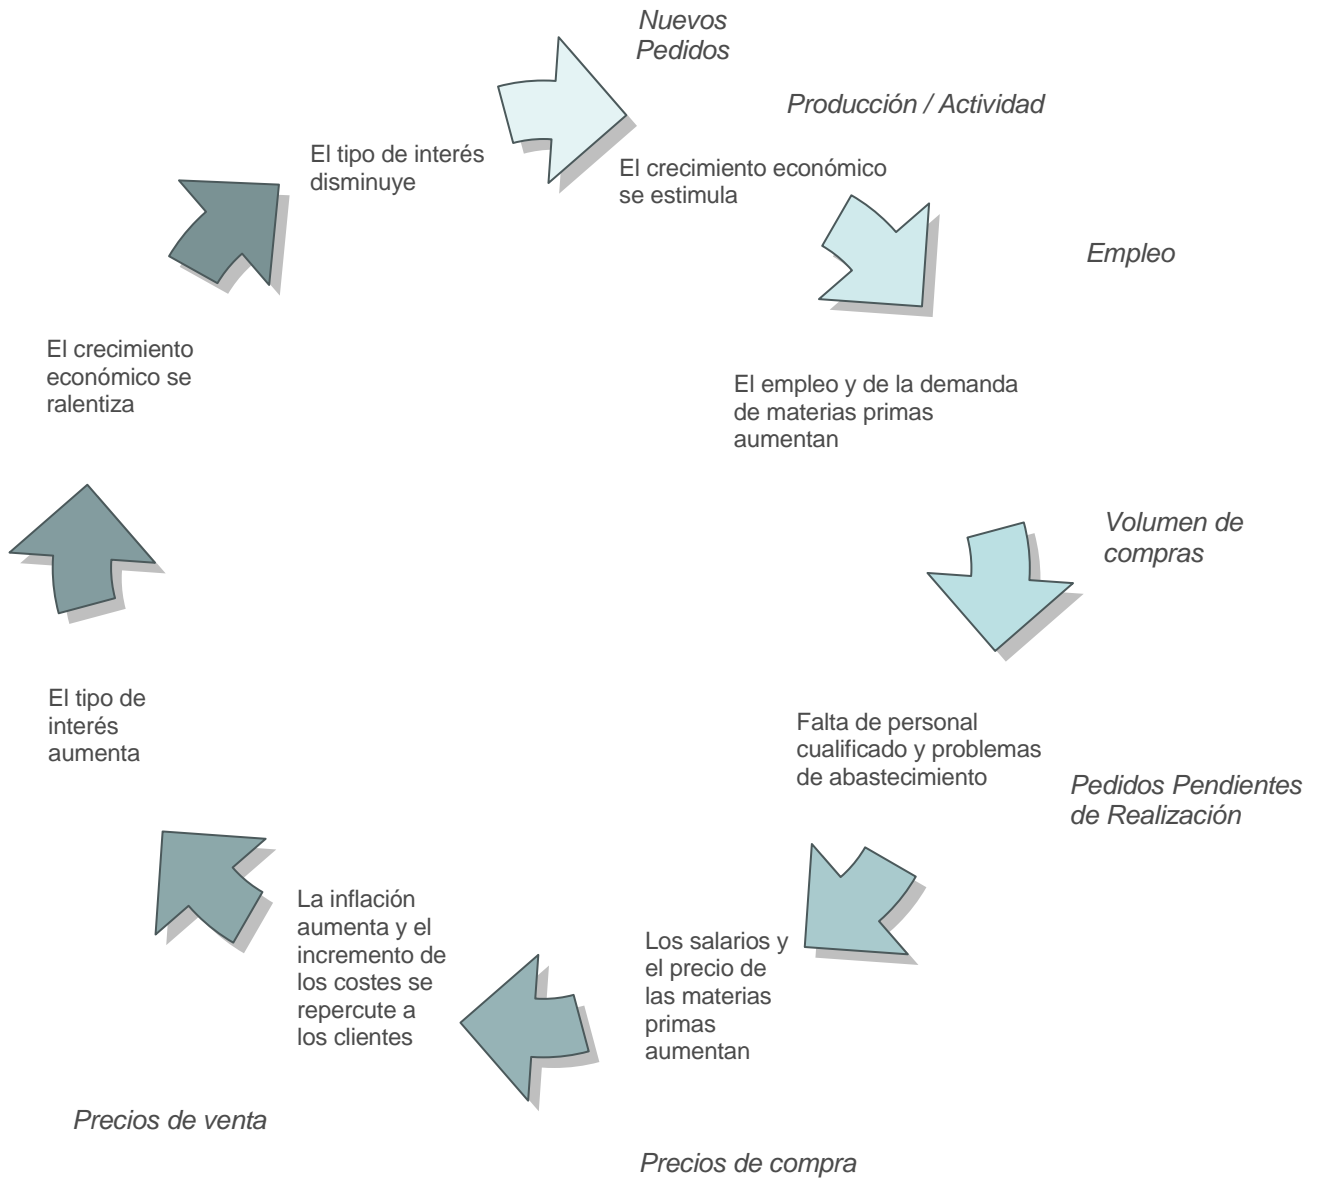 Nuevos
Pedidos
Producción / Actividad
El tipo de interés
disminuye
El crecimiento económico
se estimula
Empleo
El crecimiento
económico se
ralentiza
El empleo y de la demanda
de materias primas
aumentan
Volumen de
compras
El tipo de
interés
aumenta
Falta de personal
cualificado y problemas
de abastecimiento
Pedidos Pendientes
de Realización
La inflación
aumenta y el
incremento de
los costes se
repercute a
los clientes
Los salarios y
el precio de
las materias
primas
aumentan
Precios de venta
Precios de compra